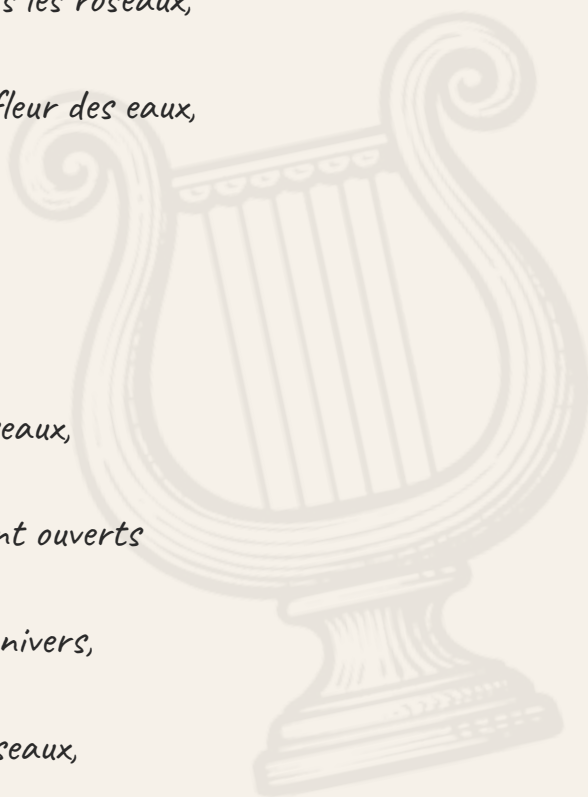 s les roseaux,
fleur des eaux,
eaux,
nt ouverts
nivers,
seaux,